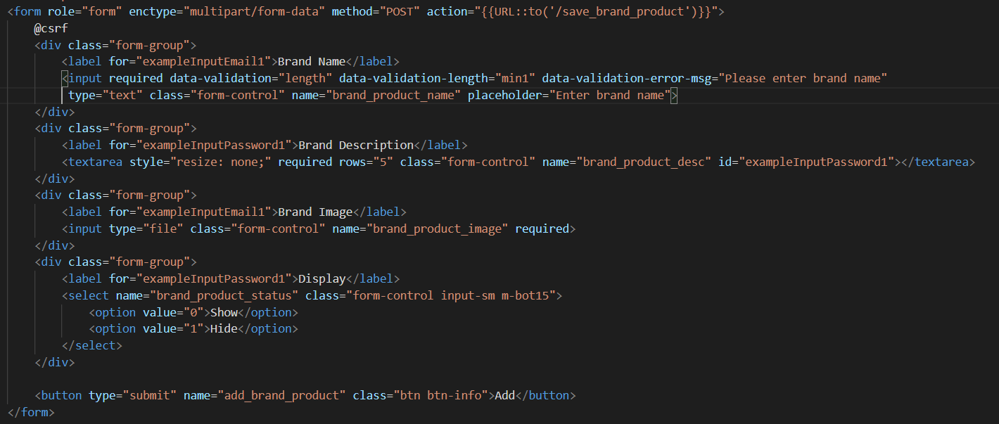 <form role="form" enctype="multipart/form-data" method="POST" action="{{URL::to('/save_brand_product')}}">
@csrf
<div class="form-group">
<label for="exampleInputEmail1">Brand Name</label>
<input required data-validation="length" data-validation-length="min1" data-validation-error-msg="Please enter brand name"
type="text" class="form-control" name="brand_product_name" placeholder="Enter brand name">
</div>
<div class="form-group">
<label for="exampleInputPassword1">Brand Description</label>
<textarea style="resize: none;" required rows="5" class="form-control" name="brand_product_desc" id="exampleInputPassword1"></textarea>
</div>
<div class="form-group">
<label for="exampleInputEmail1">Brand Image</label>
<input type="file" class="form-control" name="brand_product_image" required>
</div>
<div class="form-group">
<label for="exampleInputPassword1">Display</label>
<select name="brand_product_status" class="form-control input-sm m-bot15">
<option value="0">Show</option>
<option value="1">Hide</option>
</select>
</div>
<button type="submit" name="add_brand_product" class="btn btn-info">Add</button>
</form>